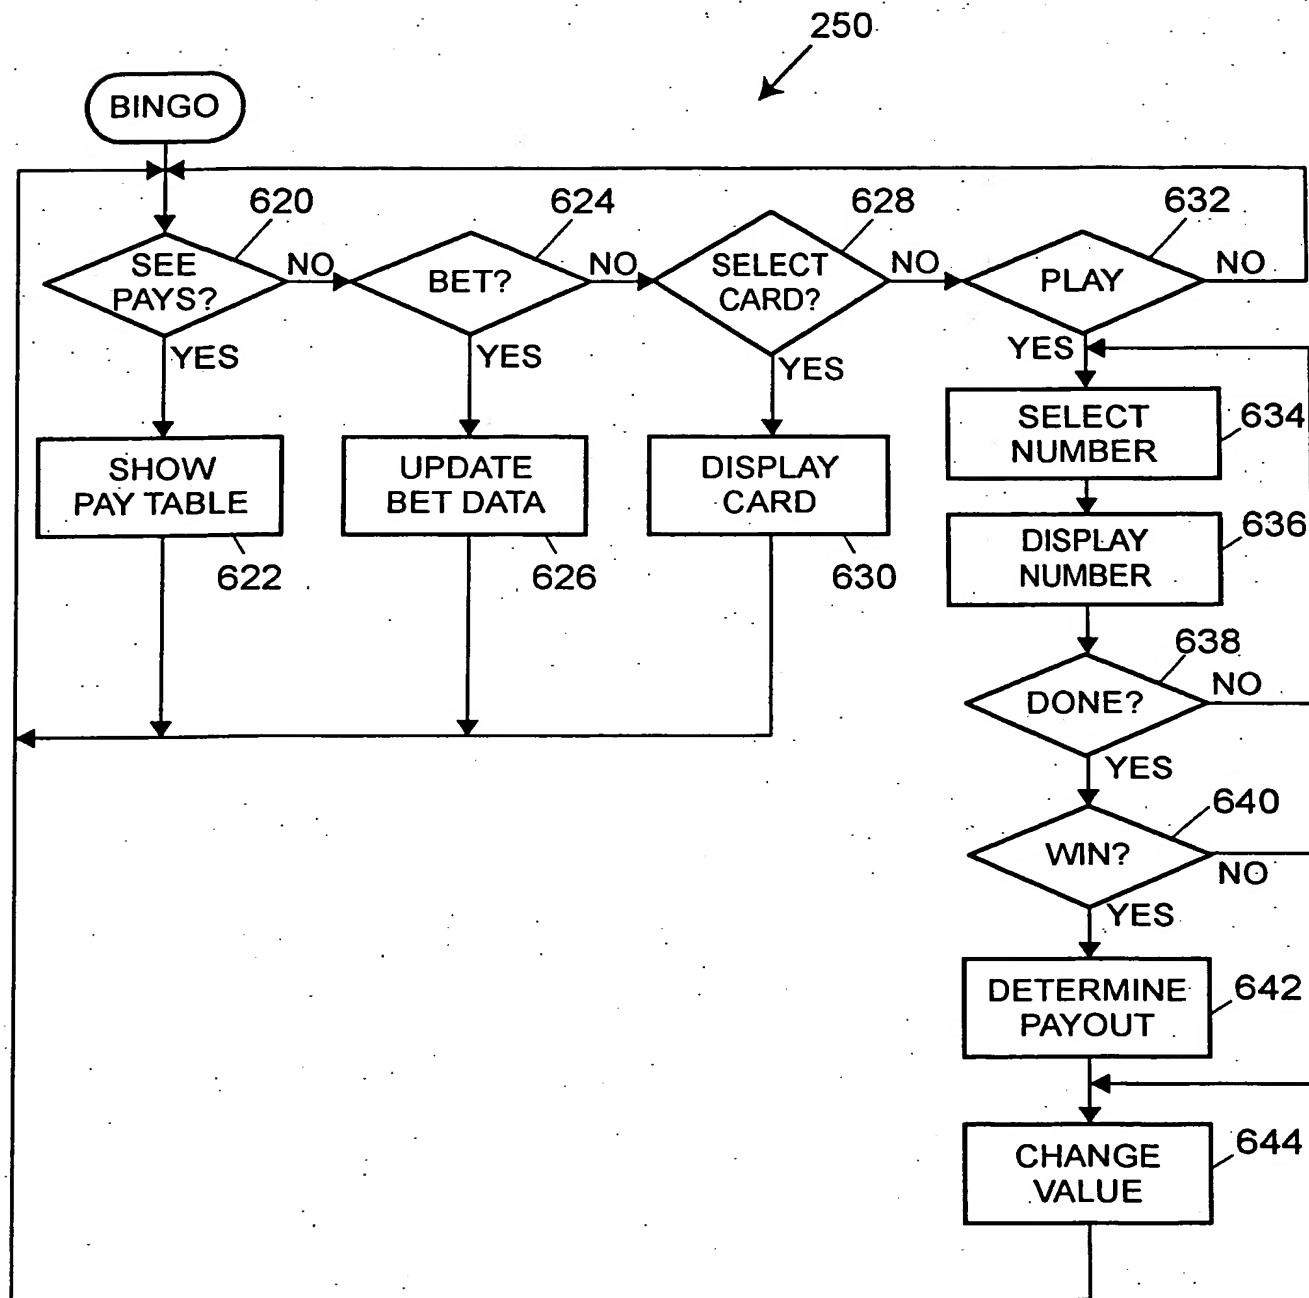 250
BINGO
620
624
628
632
SEE
PAYS?
NO
BET?
NO
SELECT
CARD?
NO
PLAY
NO
YES
YES
YES
YES
SHOW
PAY TABLE
622
UPDATE
BET DATA
626
DISPLAY
CARD
630
SELECT
NUMBER
634
DISPLAY
NUMBER
636
638
DONE?
NO
YES
640
WIN?
NO
YES
DETERMINE
PAYOUT
642
CHANGE
VALUE
644